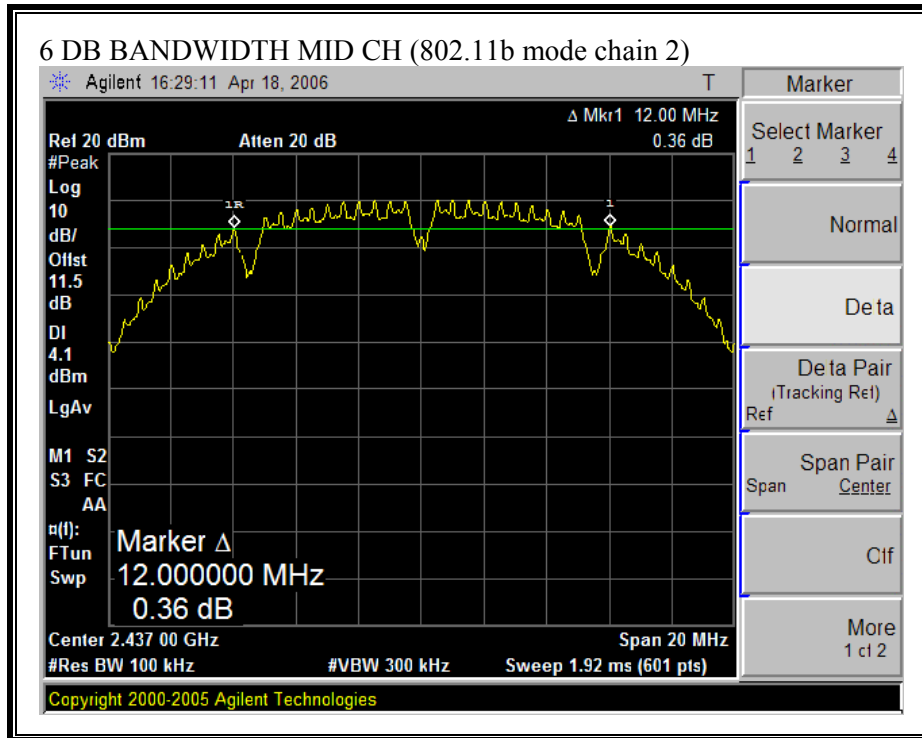 6 DB BANDWIDTH MID CH (802.11b mode chain 2)
Agilent 16:29:11 Apr 18, 2006 T
Marker
Δ Mkr1 12.00 MHz
Ref 20 dBm Atten 20 dB 0.36 dB
#Peak
Log
10
dB/
Offst
11.5
dB
DI
4.1
dBm
LgAv
M1 S2
S3 FC
AA
¤(f):
FTun
Swp
1R
1
Marker Δ
12.000000 MHz
0.36 dB
Center 2.437 00 GHz Span 20 MHz
#Res BW 100 kHz #VBW 300 kHz Sweep 1.92 ms (601 pts)
Copyright 2000-2005 Agilent Technologies
Select Marker
1 2 3 4
Normal
De ta
De ta Pair
(Tracking Ref)
Ref Δ
Span Pair
Span Center
Off
More
1 of 2